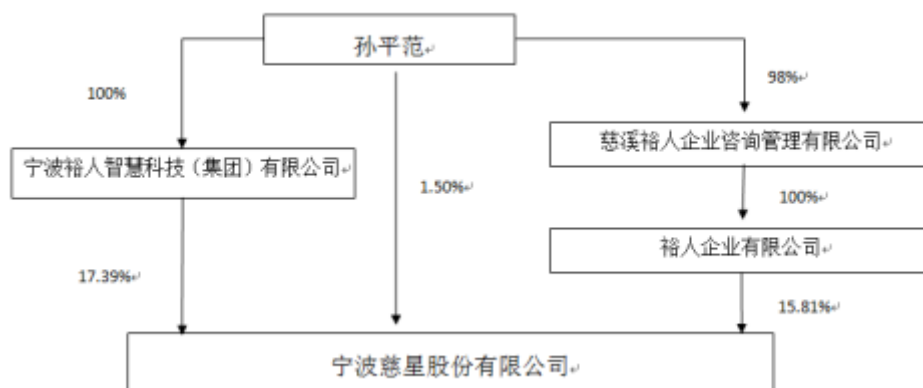 孙平范
100%
98%
宁波裕人智慧科技（集团）有限公司
慈溪裕人企业咨询管理有限公司
1.50%
100%
裕人企业有限公司
17.39%
15.81%
宁波慈星股份有限公司